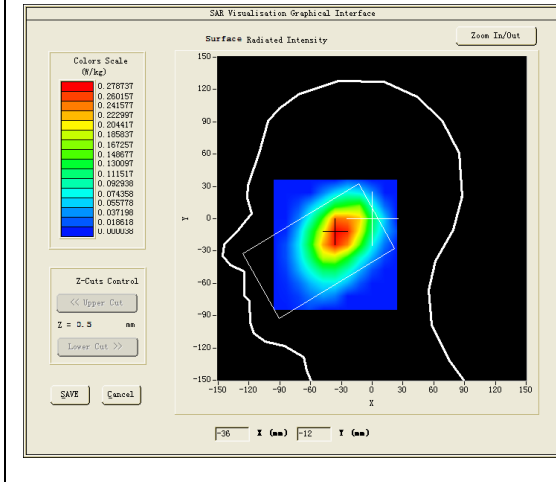 SAR Visualisation Graphical Interface
Surface Radiated Intensity
Zoom In/Out
Colors Scale
(W/kg)
0.278737
0.260157
0.241577
0.222997
0.204417
0.185837
0.167257
0.148677
0.130097
0.111517
0.092938
0.074358
0.055778
0.037198
0.018618
0.000038
Z-Cuts Control
<< Upper Cut
Z = 0.5 mm
Lower Cut >>
SAVE
Cancel
150
120
90
60
30
0
-30
-60
-90
-120
-150
Y
-150 -120 -90 -60 -30 0 30 60 90 120 150
X
-36 X (mm) -12 Y (mm)